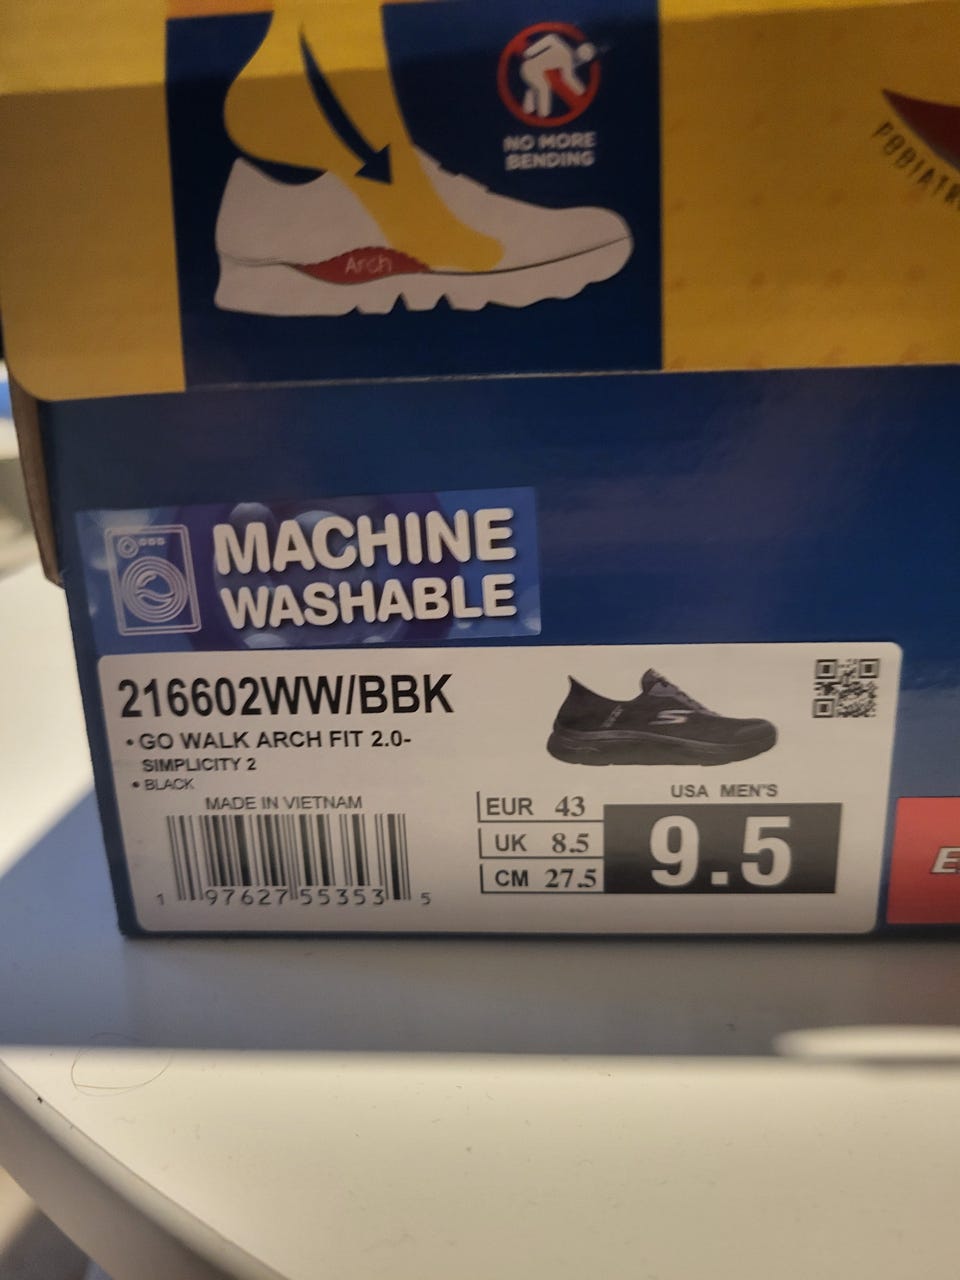 NO MORE
BENDING
Arch
MACHINE
WASHABLE
216602WW/BBK
• GO WALK ARCH FIT 2.0-
SIMPLICITY 2
• BLACK
MADE IN VIETNAM
1 97627 55353 5
USA MEN'S
EUR 43
UK 8.5
CM 27.5
9.5